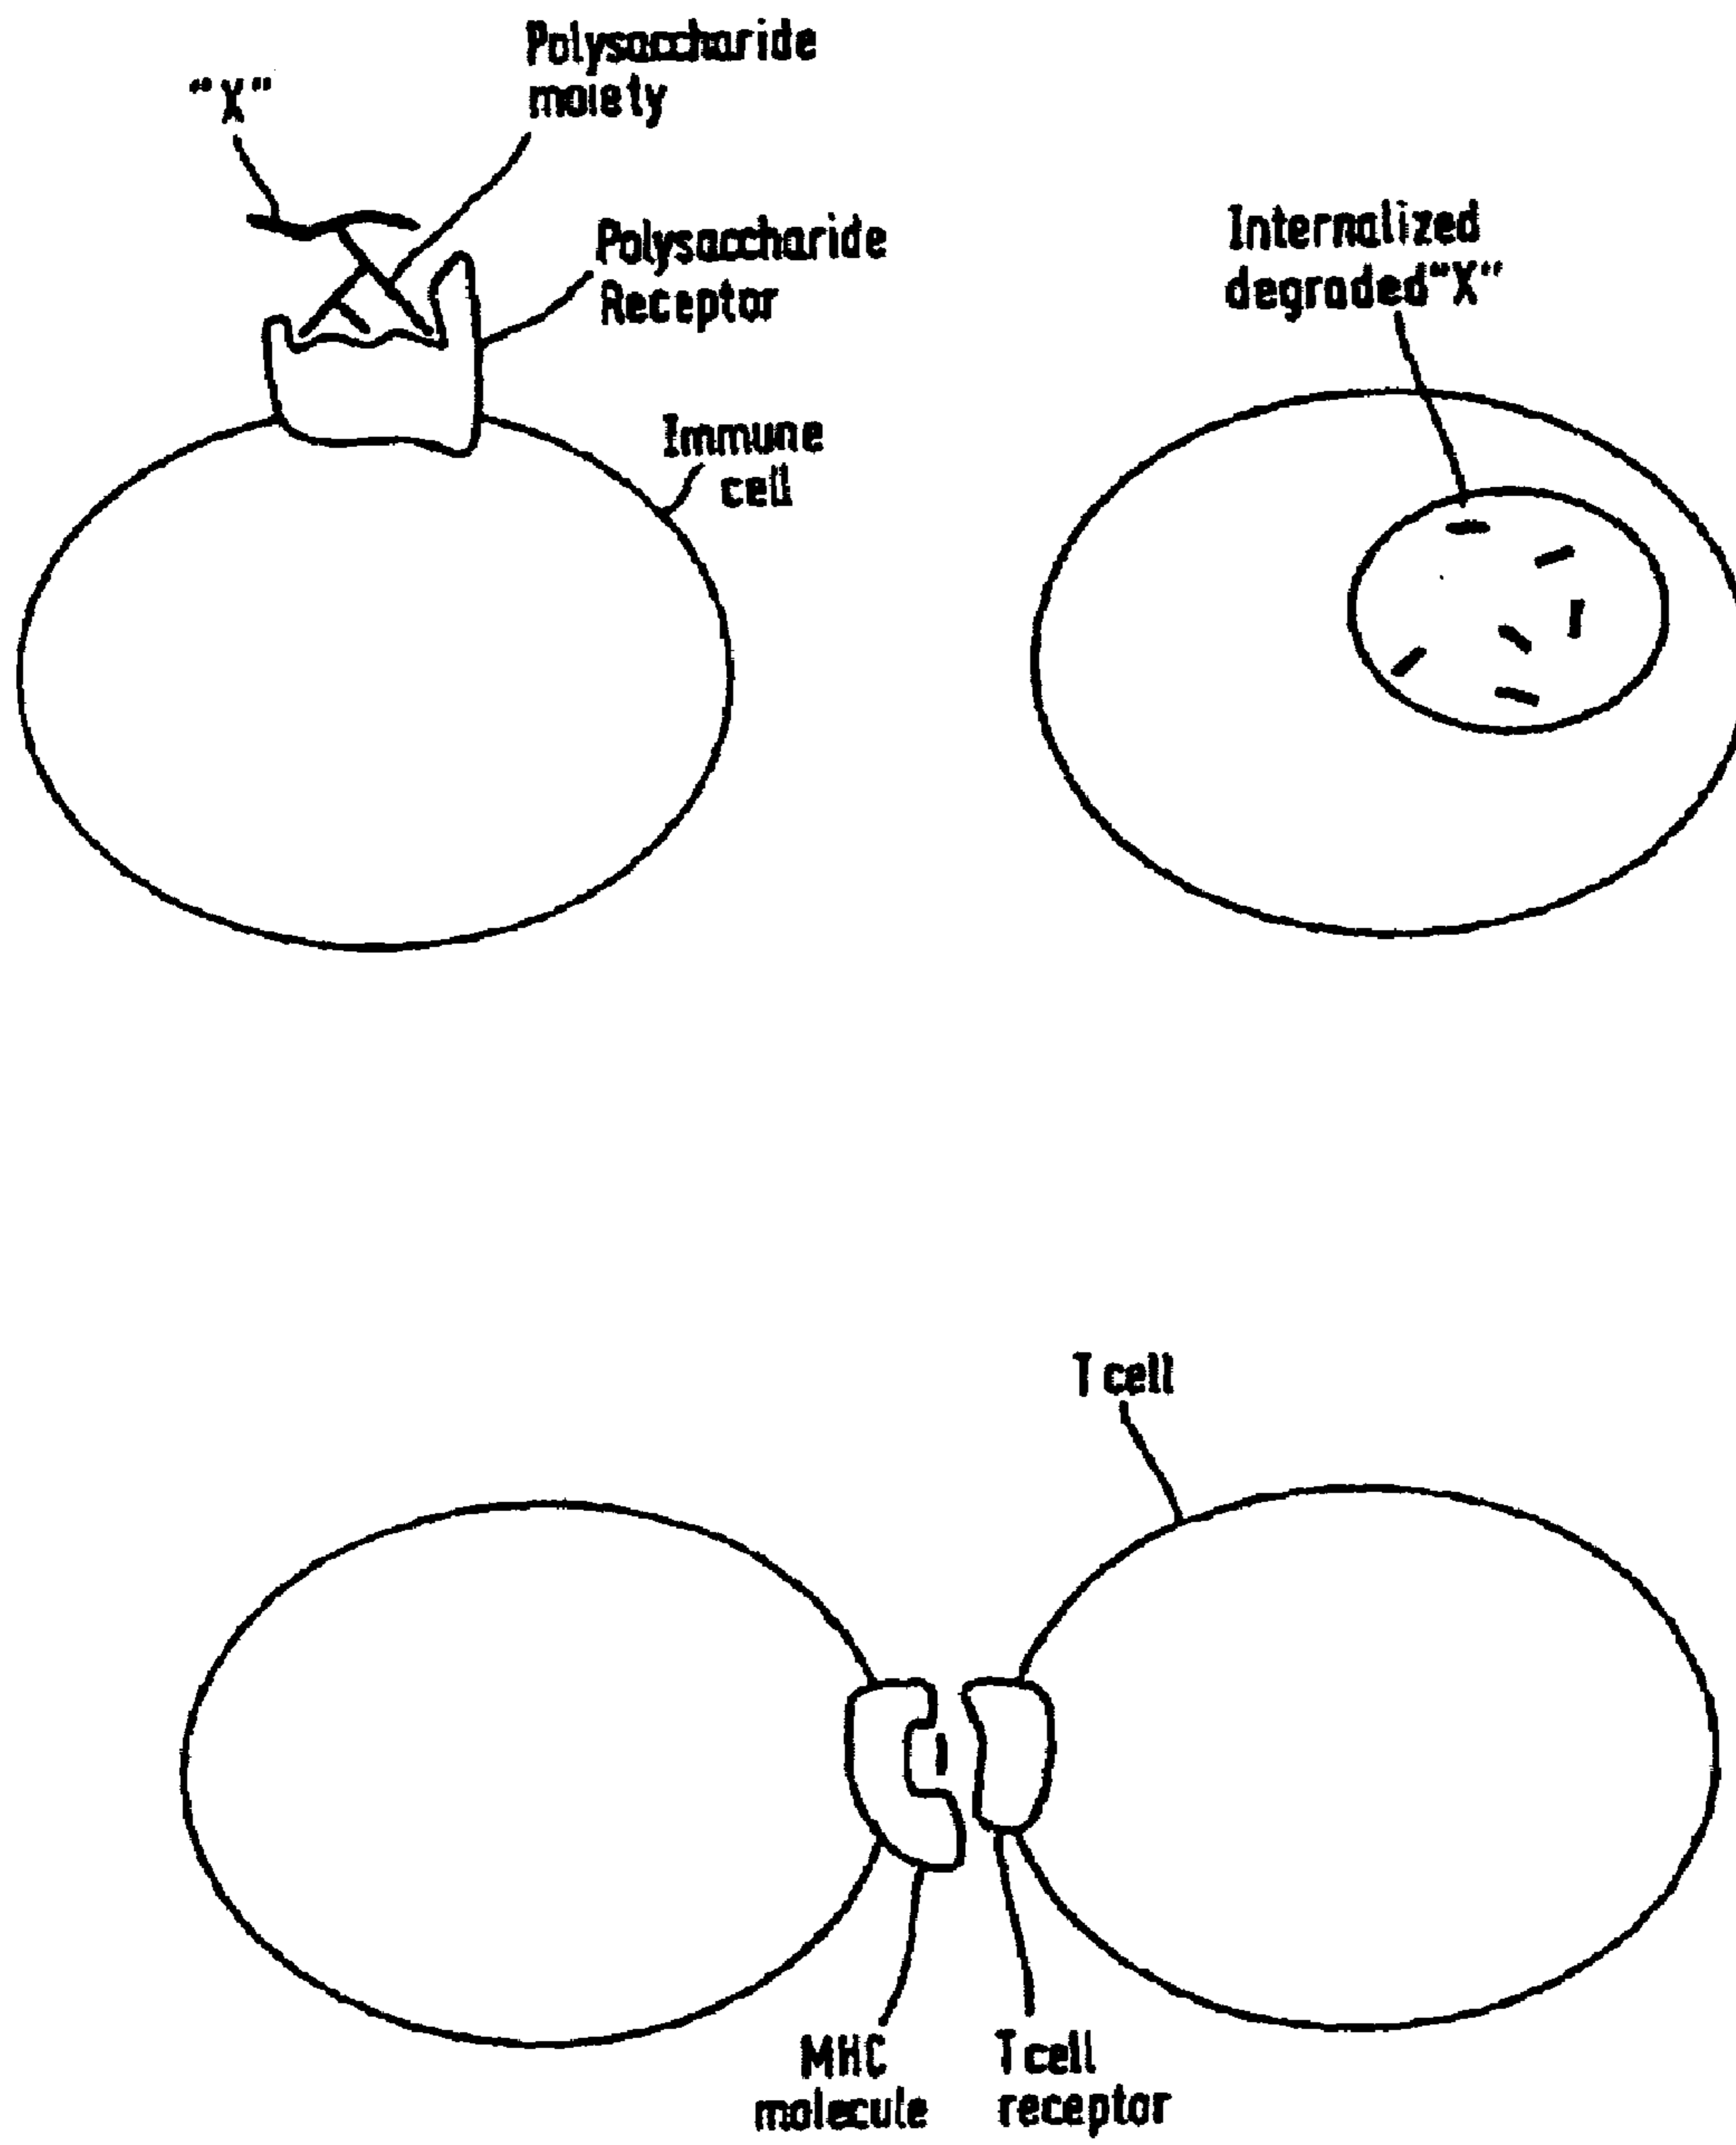 "X"
Polysaccharide
moiety
Polysaccharide
Receptor
Immune
cell
Internalized
degraded "X"
T cell
MHC
molecule
T cell
receptor